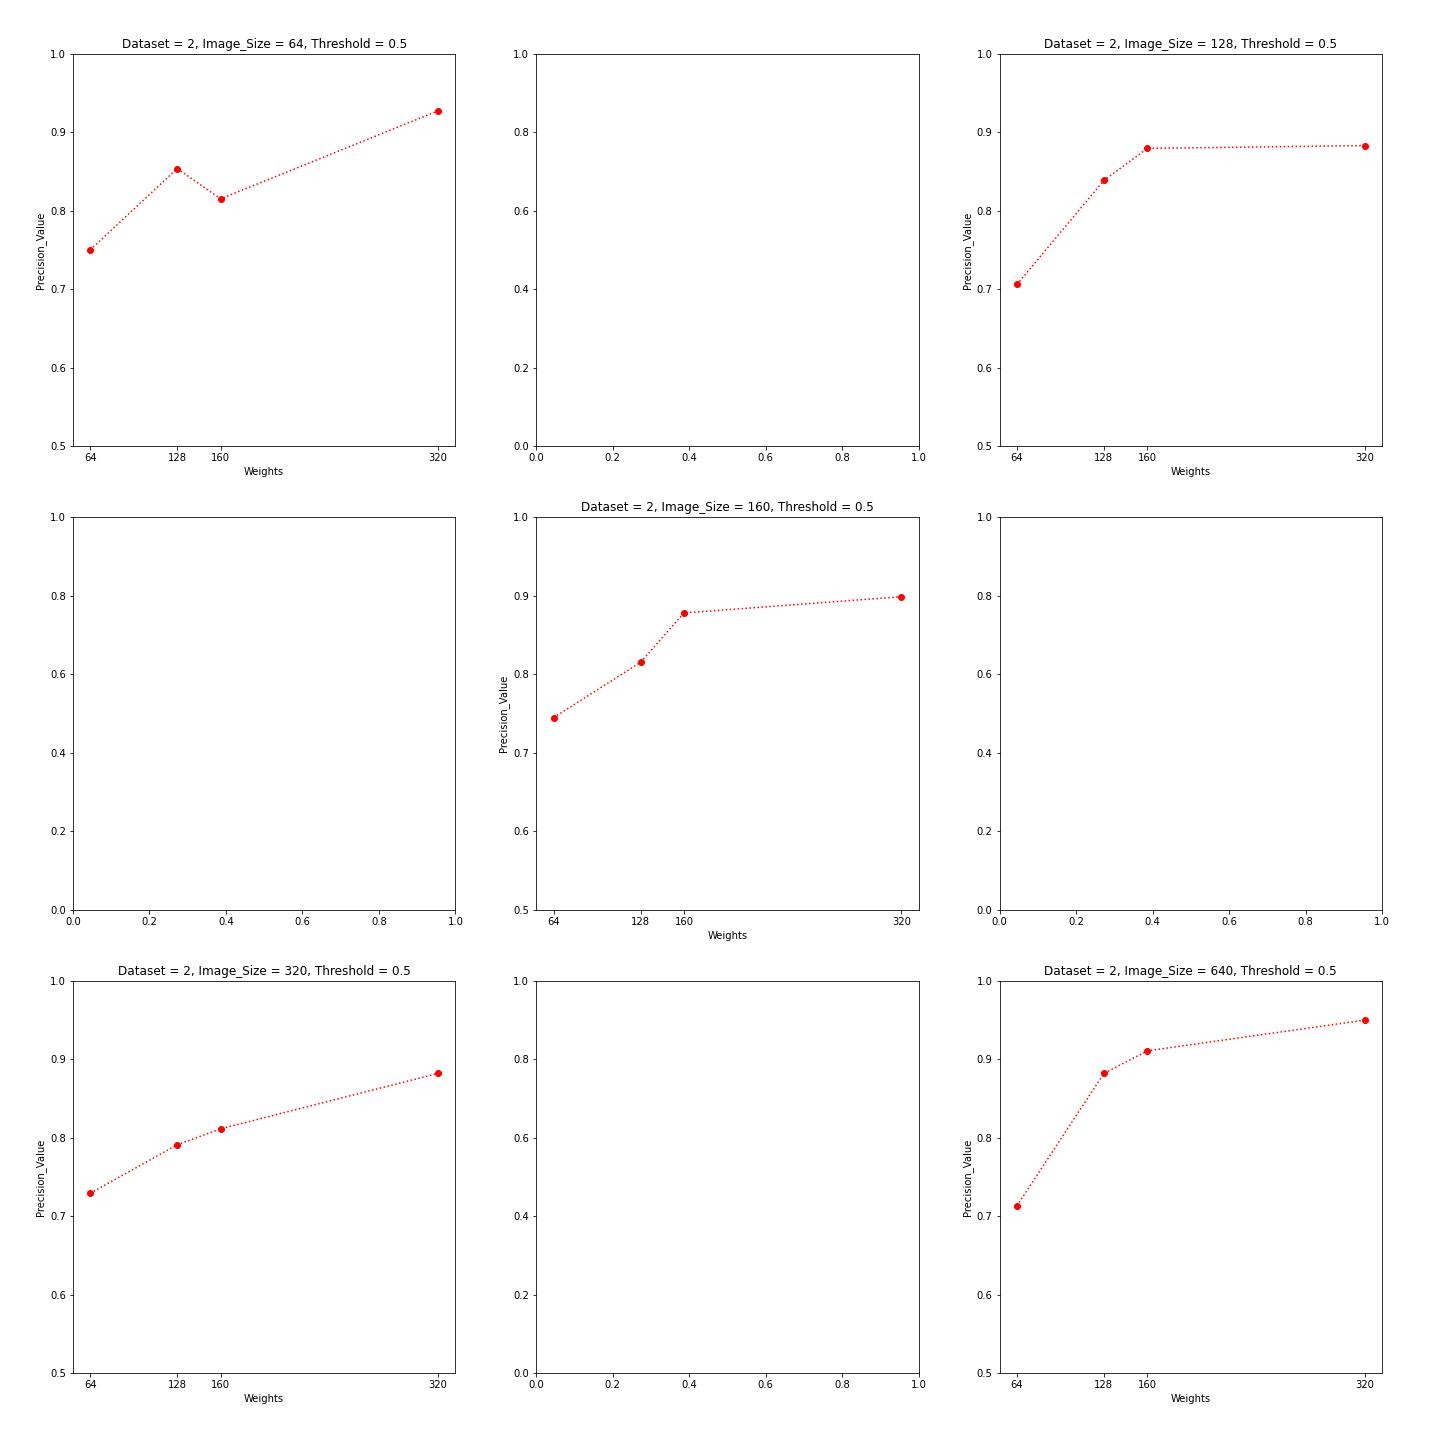 Dataset = 2, Image_Size = 64, Threshold = 0.5
1.0
0.9
0.8
0.7
0.6
0.5
Precision_Value
64 128 160 320
Weights
1.0
0.8
0.6
0.4
0.2
0.0
0.0 0.2 0.4 0.6 0.8 1.0
Dataset = 2, Image_Size = 128, Threshold = 0.5
1.0
0.9
0.8
0.7
0.6
0.5
Precision_Value
64 128 160 320
Weights
1.0
0.8
0.6
0.4
0.2
0.0
0.0 0.2 0.4 0.6 0.8 1.0
Dataset = 2, Image_Size = 160, Threshold = 0.5
1.0
0.9
0.8
0.7
0.6
0.5
Precision_Value
64 128 160 320
Weights
1.0
0.8
0.6
0.4
0.2
0.0
0.0 0.2 0.4 0.6 0.8 1.0
Dataset = 2, Image_Size = 320, Threshold = 0.5
1.0
0.9
0.8
0.7
0.6
0.5
Precision_Value
64 128 160 320
Weights
1.0
0.8
0.6
0.4
0.2
0.0
0.0 0.2 0.4 0.6 0.8 1.0
Dataset = 2, Image_Size = 640, Threshold = 0.5
1.0
0.9
0.8
0.7
0.6
0.5
Precision_Value
64 128 160 320
Weights